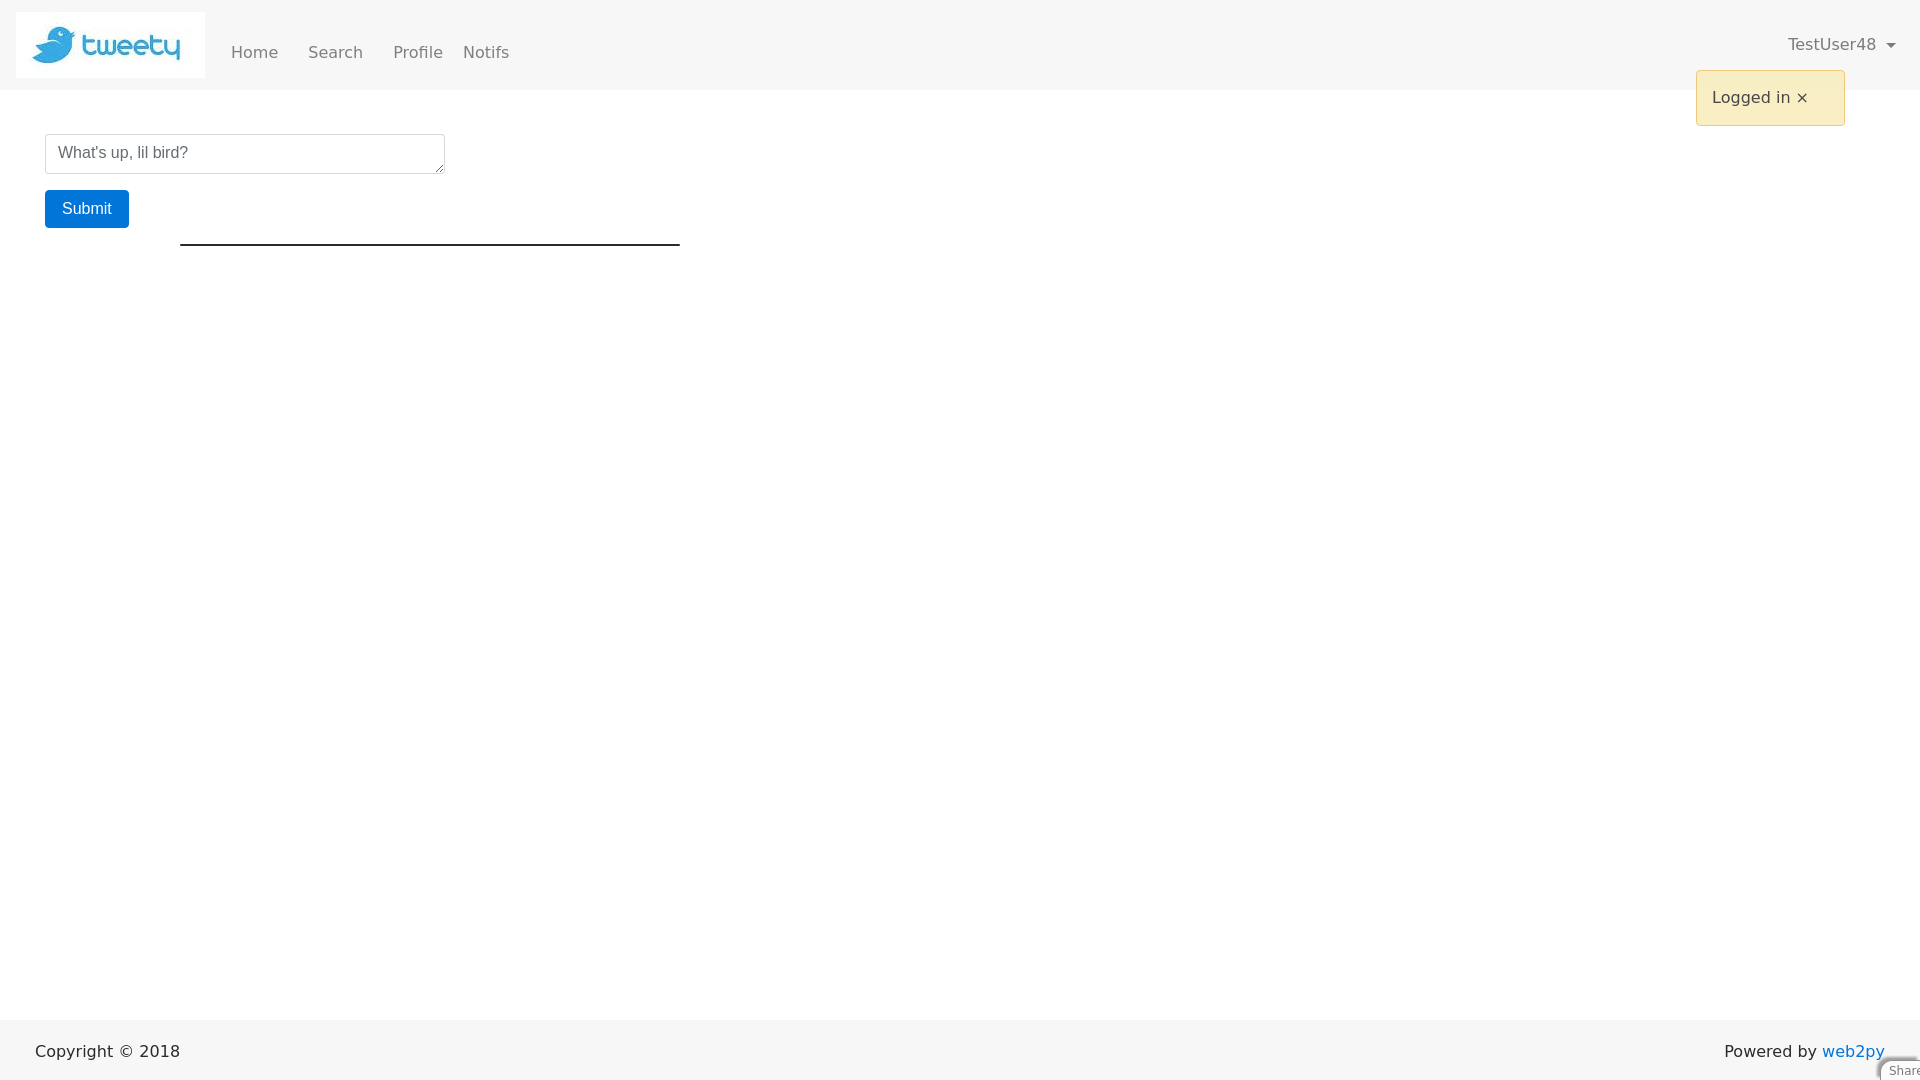 tweety
Home Search Profile Notifs
TestUser48
Logged in ×
What's up, lil bird?
Submit
Copyright © 2018
Powered by web2py
Share